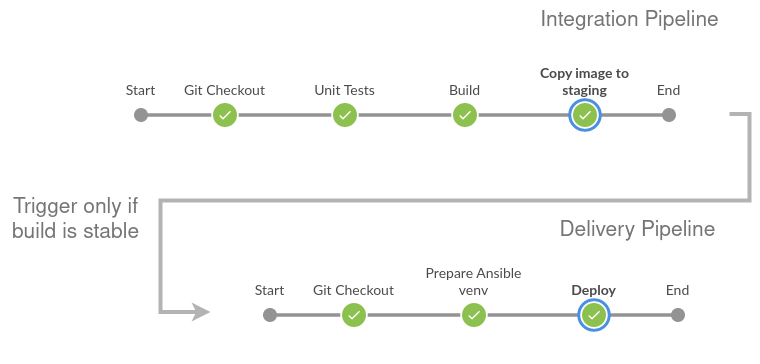 Integration Pipeline
Start
Git Checkout
Unit Tests
Build
Copy image to
staging
End
Trigger only if
build is stable
Delivery Pipeline
Start
Git Checkout
Prepare Ansible
venv
Deploy
End